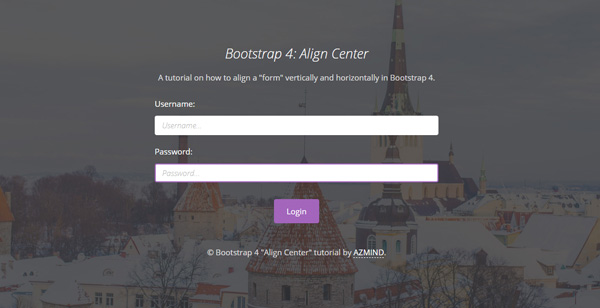 Bootstrap 4: Align Center
A tutorial on how to align a "form" vertically and horizontally in Bootstrap 4.
Username:
Username...
Password:
Password...
Login
© Bootstrap 4 "Align Center" tutorial by AZMIND.